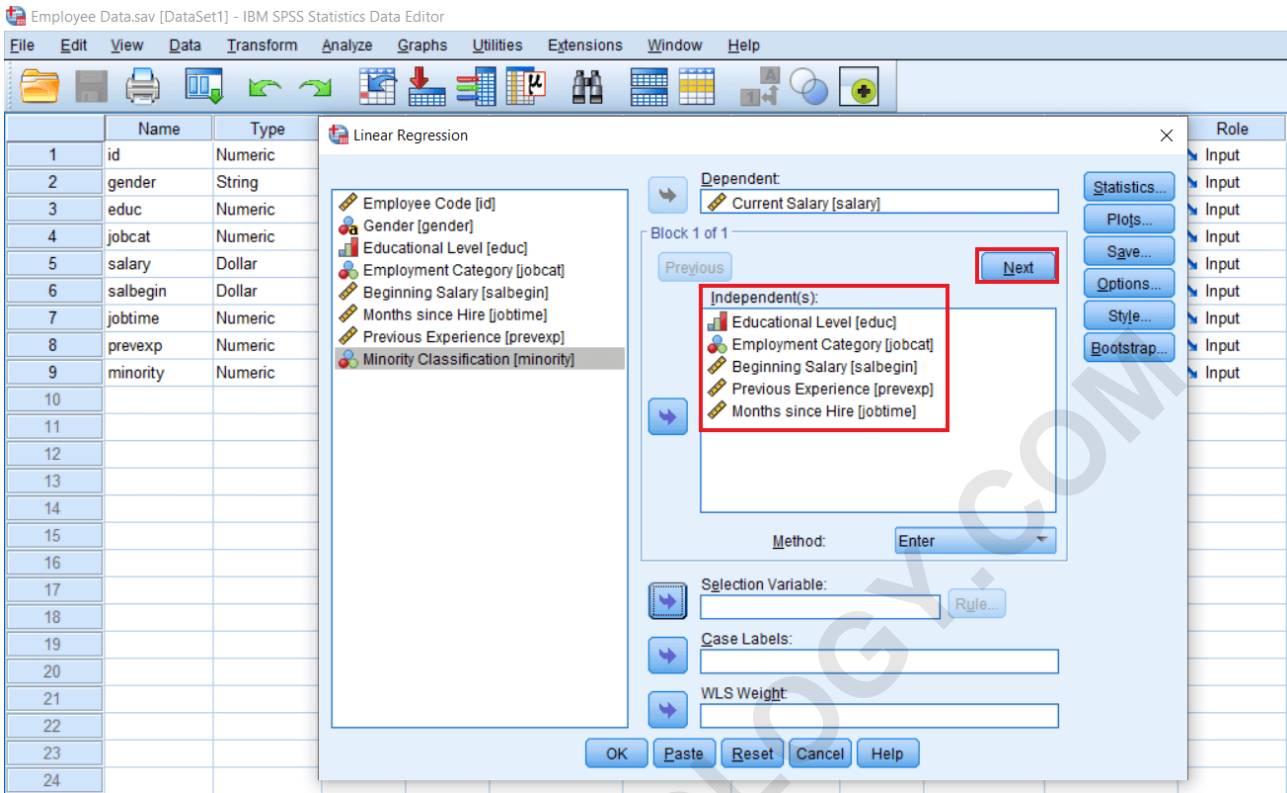 Employee Data.sav [DataSet1] - IBM SPSS Statistics Data Editor
File Edit View Data Transform Analyze Graphs Utilities Extensions Window Help
Name Type Role
1 id Numeric Input
2 gender String Input
3 educ Numeric Input
4 jobcat Numeric Input
5 salary Dollar Input
6 salbegin Dollar Input
7 jobtime Numeric Input
8 prevexp Numeric Input
9 minority Numeric Input
10
11
12
13
14
15
16
17
18
19
20
21
22
23
24
Linear Regression
Employee Code [id]
Gender [gender]
Educational Level [educ]
Employment Category [jobcat]
Beginning Salary [salbegin]
Months since Hire [jobtime]
Previous Experience [prevexp]
Minority Classification [minority]
Dependent:
Current Salary [salary]
Block 1 of 1
Previous Next
Independent(s):
Educational Level [educ]
Employment Category [jobcat]
Beginning Salary [salbegin]
Previous Experience [prevexp]
Months since Hire [jobtime]
Method: Enter
Selection Variable:
Rule...
Case Labels:
WLS Weight:
Statistics...
Plots...
Save...
Options...
Style...
Bootstrap...
OK Paste Reset Cancel Help
OLOGY.COM